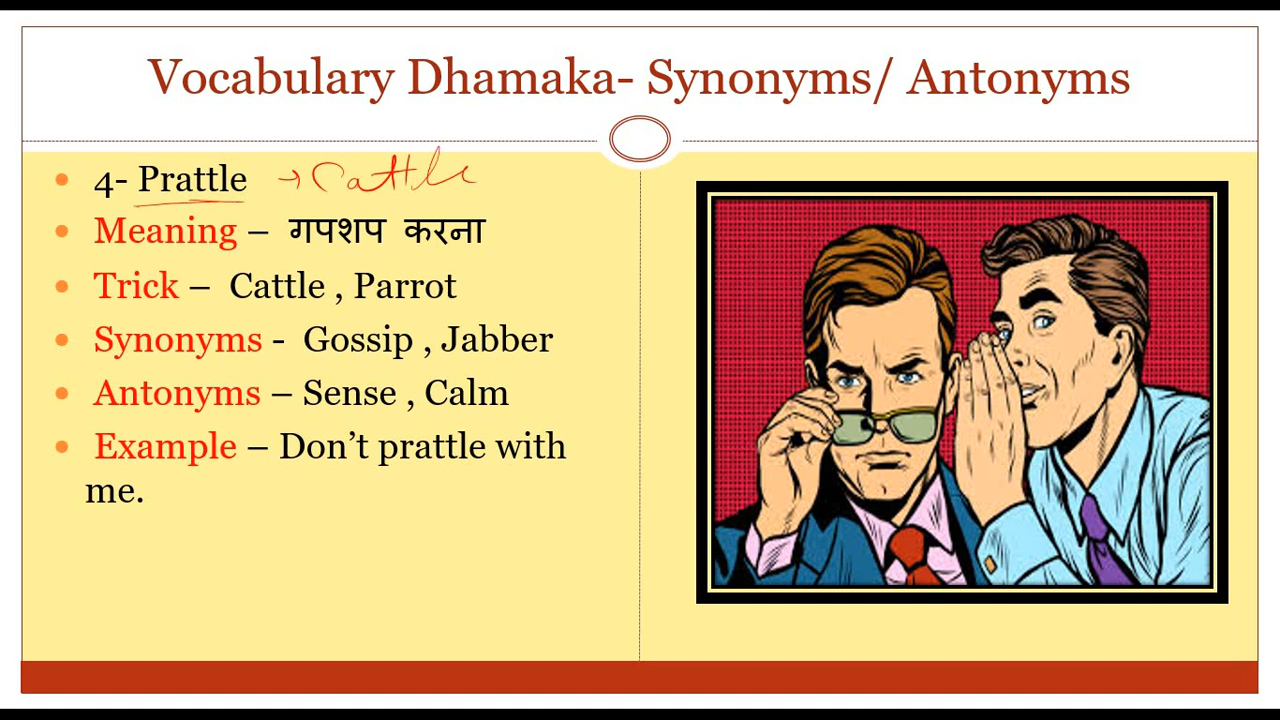 Vocabulary Dhamaka- Synonyms/ Antonyms
4- Prattle → Cattle
Meaning – गपशप करना
Trick – Cattle , Parrot
Synonyms - Gossip , Jabber
Antonyms – Sense , Calm
Example – Don’t prattle with
me.